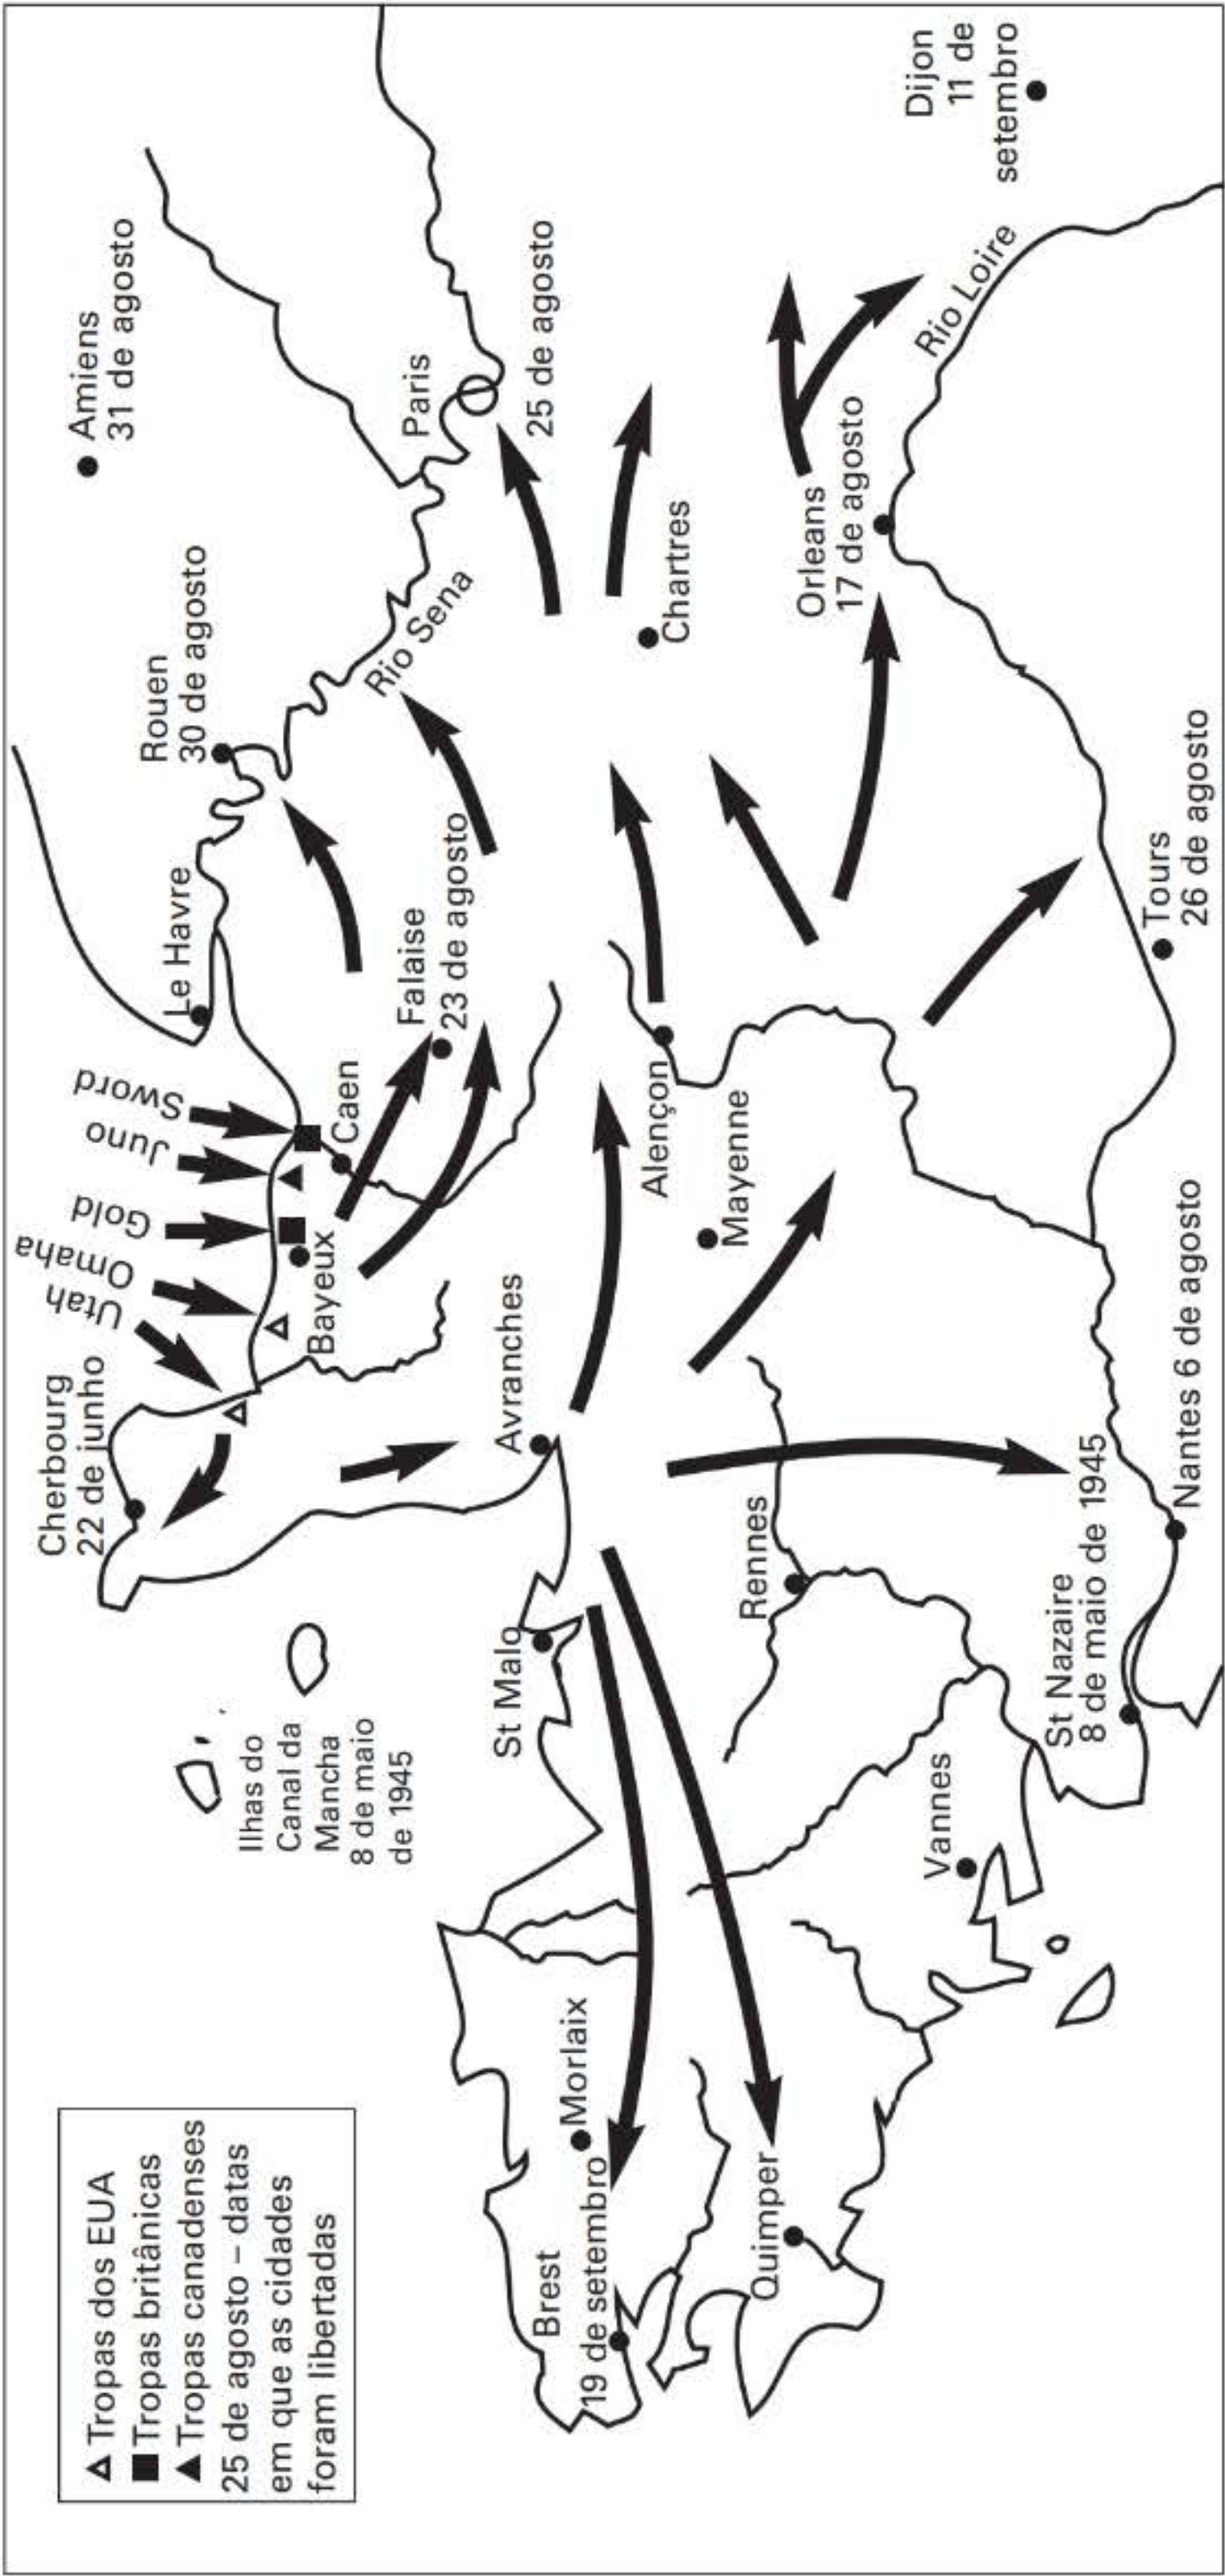 △ Tropas dos EUA
■ Tropas britânicas
▲ Tropas canadenses
25 de agosto – datas
em que as cidades
foram libertadas
Ilhas do
Canal da
Mancha
8 de maio
de 1945
Cherbourg
22 de junho
Utah
Omaha
Gold
Juno
Sword
Le Havre
Rouen
30 de agosto
Amiens
31 de agosto
Bayeux
Caen
Falaise
23 de agosto
Rio Sena
Paris
25 de agosto
Brest
19 de setembro
Morlaix
St Malo
Avranches
Alençon
Mayenne
Chartres
Orleans
17 de agosto
Dijon
11 de
setembro
Quimper
Rennes
Vannes
St Nazaire
8 de maio de 1945
Nantes 6 de agosto
Tours
26 de agosto
Rio Loire